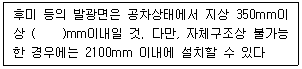 후미 등의 발광면은 공차상태에서 지상 350mm이
상 (    )mm이내일 것, 다만, 자체구조상 불가능
한 경우에는 2100mm 이내에 설치할 수 있다